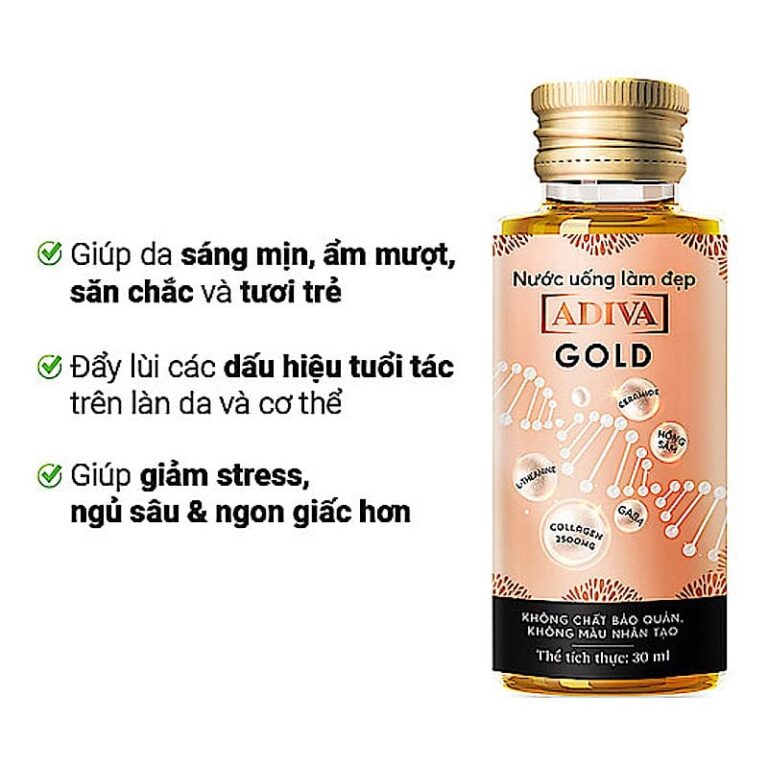 Giúp da sáng mịn, ẩm mượt,
săn chắc và tươi trẻ
Đẩy lùi các dấu hiệu tuổi tác
trên làn da và cơ thể
Giúp giảm stress,
ngủ sâu & ngon giấc hơn
Nước uống làm đẹp
ADIVA
GOLD
CERAMIDE
HỒNG
SÂM
L-THEANINE
GABA
COLLAGEN
2500MG
KHÔNG CHẤT BẢO QUẢN,
KHÔNG MÀU NHÂN TẠO
Thể tích thực: 30 ml